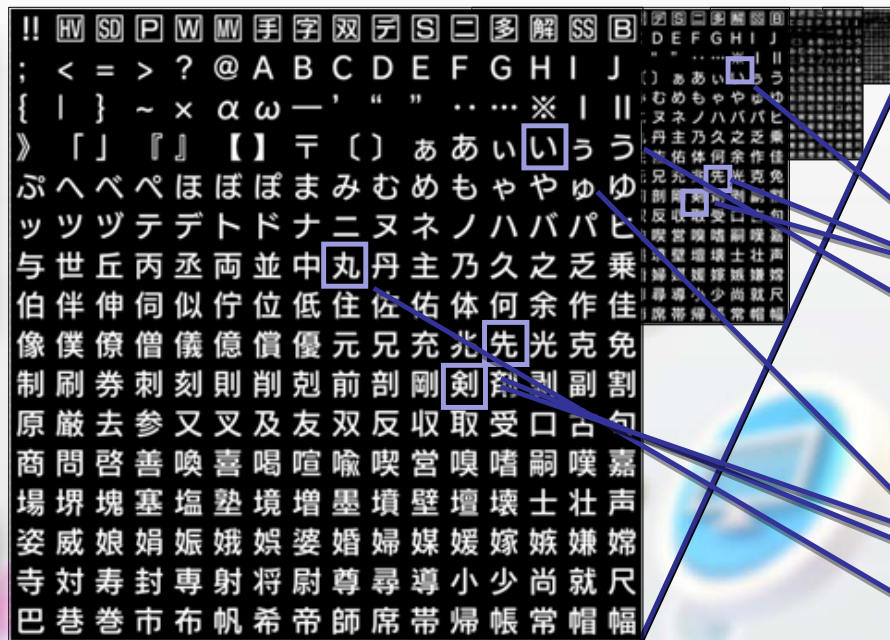 !! HV SD P W MV 手 字 双 デ S 二 多 解 SS B
; < = > ? @ A B C D E F G H I J
{ | } ~ × α ω — ’ “ ” ‥ … ※ Ⅰ Ⅱ
》 「 」 『 』 【 】 〒 〔 〕 ぁ あ ぃ い ぅ う
ぷ へ べ ぺ ほ ぼ ぽ ま み む め も ゃ や ゅ ゆ
ッ ツ ヅ テ デ ト ド ナ ニ ヌ ネ ノ ハ バ パ ヒ
与 世 丘 丙 丞 両 並 中 丸 丹 主 乃 久 之 乏 乗
伯 伴 伸 伺 似 佇 位 低 住 佐 佑 体 何 余 作 佳
像 僕 僚 僧 儀 億 償 優 元 兄 充 兆 先 光 克 免
制 刷 券 刺 刻 則 削 剋 前 剖 剛 剣 剤 剥 副 割
原 厳 去 参 又 叉 及 友 双 反 収 取 受 口 古 句
商 問 啓 善 喚 喜 喝 喧 喩 喫 営 嗅 嗜 嗣 嘆 嘉
場 堺 塊 塞 塩 塾 境 増 墨 墳 壁 壇 壊 士 壮 声
姿 威 娘 娟 娠 娥 娯 婆 婚 婦 媒 媛 嫁 嫉 嫌 嫦
寺 対 寿 封 専 射 将 尉 尊 尋 導 小 少 尚 就 尺
巴 巷 巻 市 布 帆 希 帝 師 席 帯 帰 帳 常 帽 幅